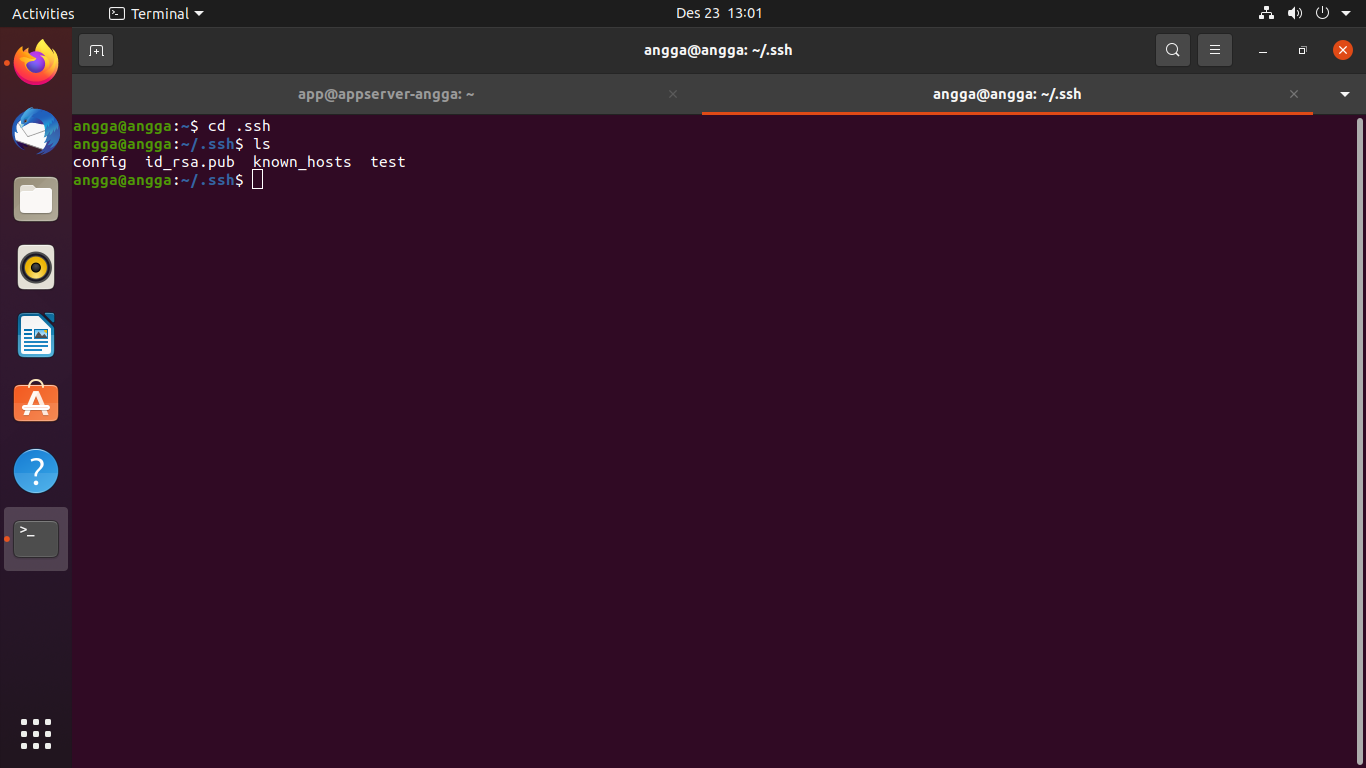 Activities Terminal Des 23 13:01
angga@angga: ~/.ssh
app@appserver-angga: ~ angga@angga: ~/.ssh
angga@angga:~$ cd .ssh
angga@angga:~/.ssh$ ls
config id_rsa.pub known_hosts test
angga@angga:~/.ssh$